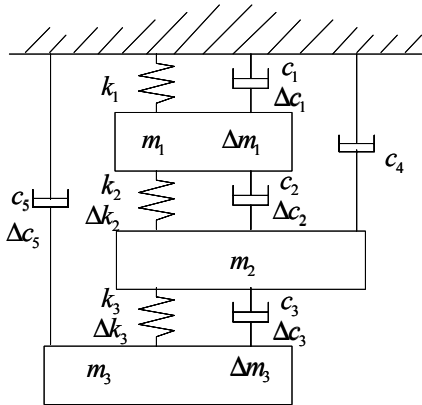 k₁
c₁
Δc₁
m₁ Δm₁
c₄
k₂
Δk₂
c₂
Δc₂
c₅
Δc₅
m₂
k₃
Δk₃
c₃
Δc₃
m₃ Δm₃